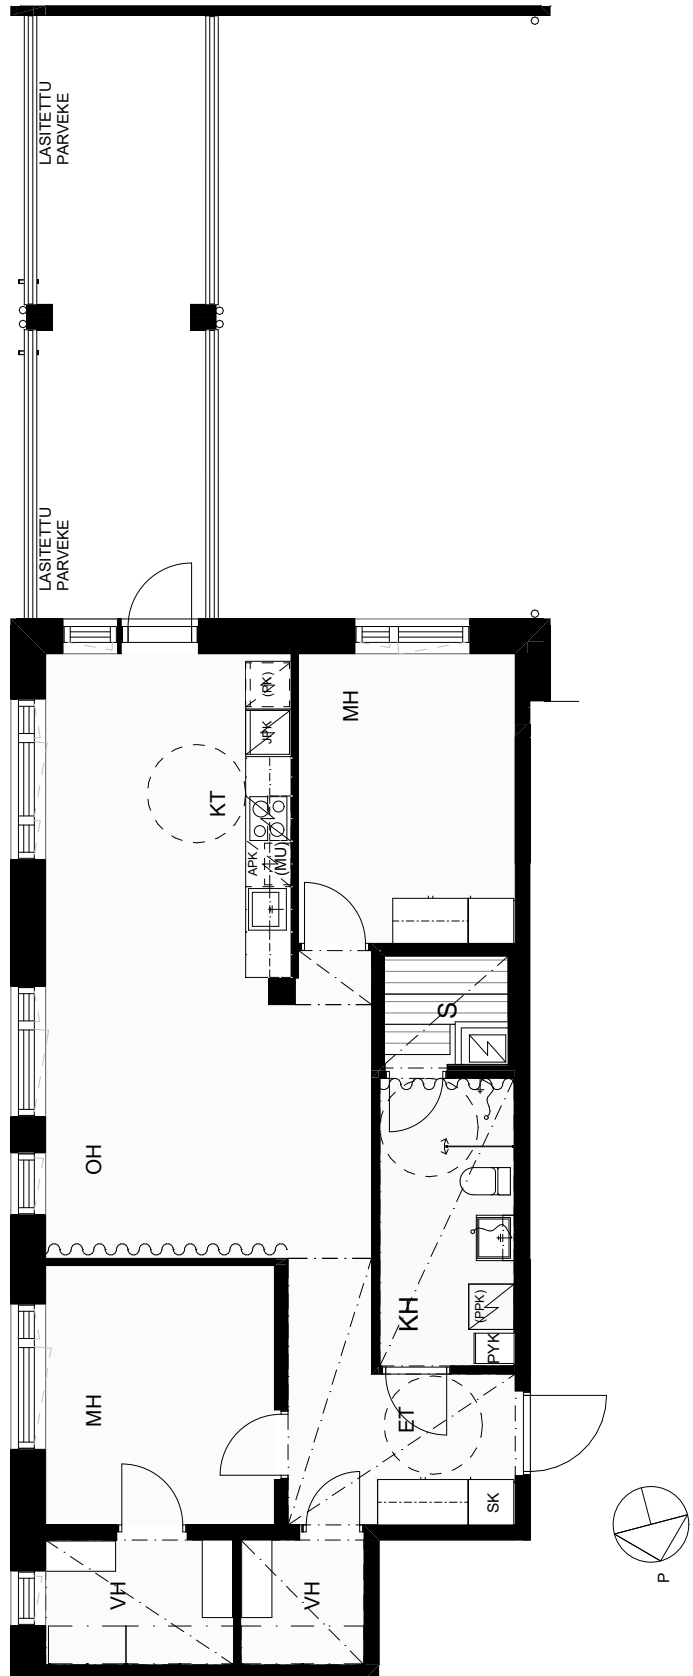 LASITETTU
PARVEKE
LASITETTU
PARVEKE
(RK)
JPK
MH
KT
APK
(MU)
S
OH
KH
(PPK)
PYK
MH
ET
SK
VH
VH
P